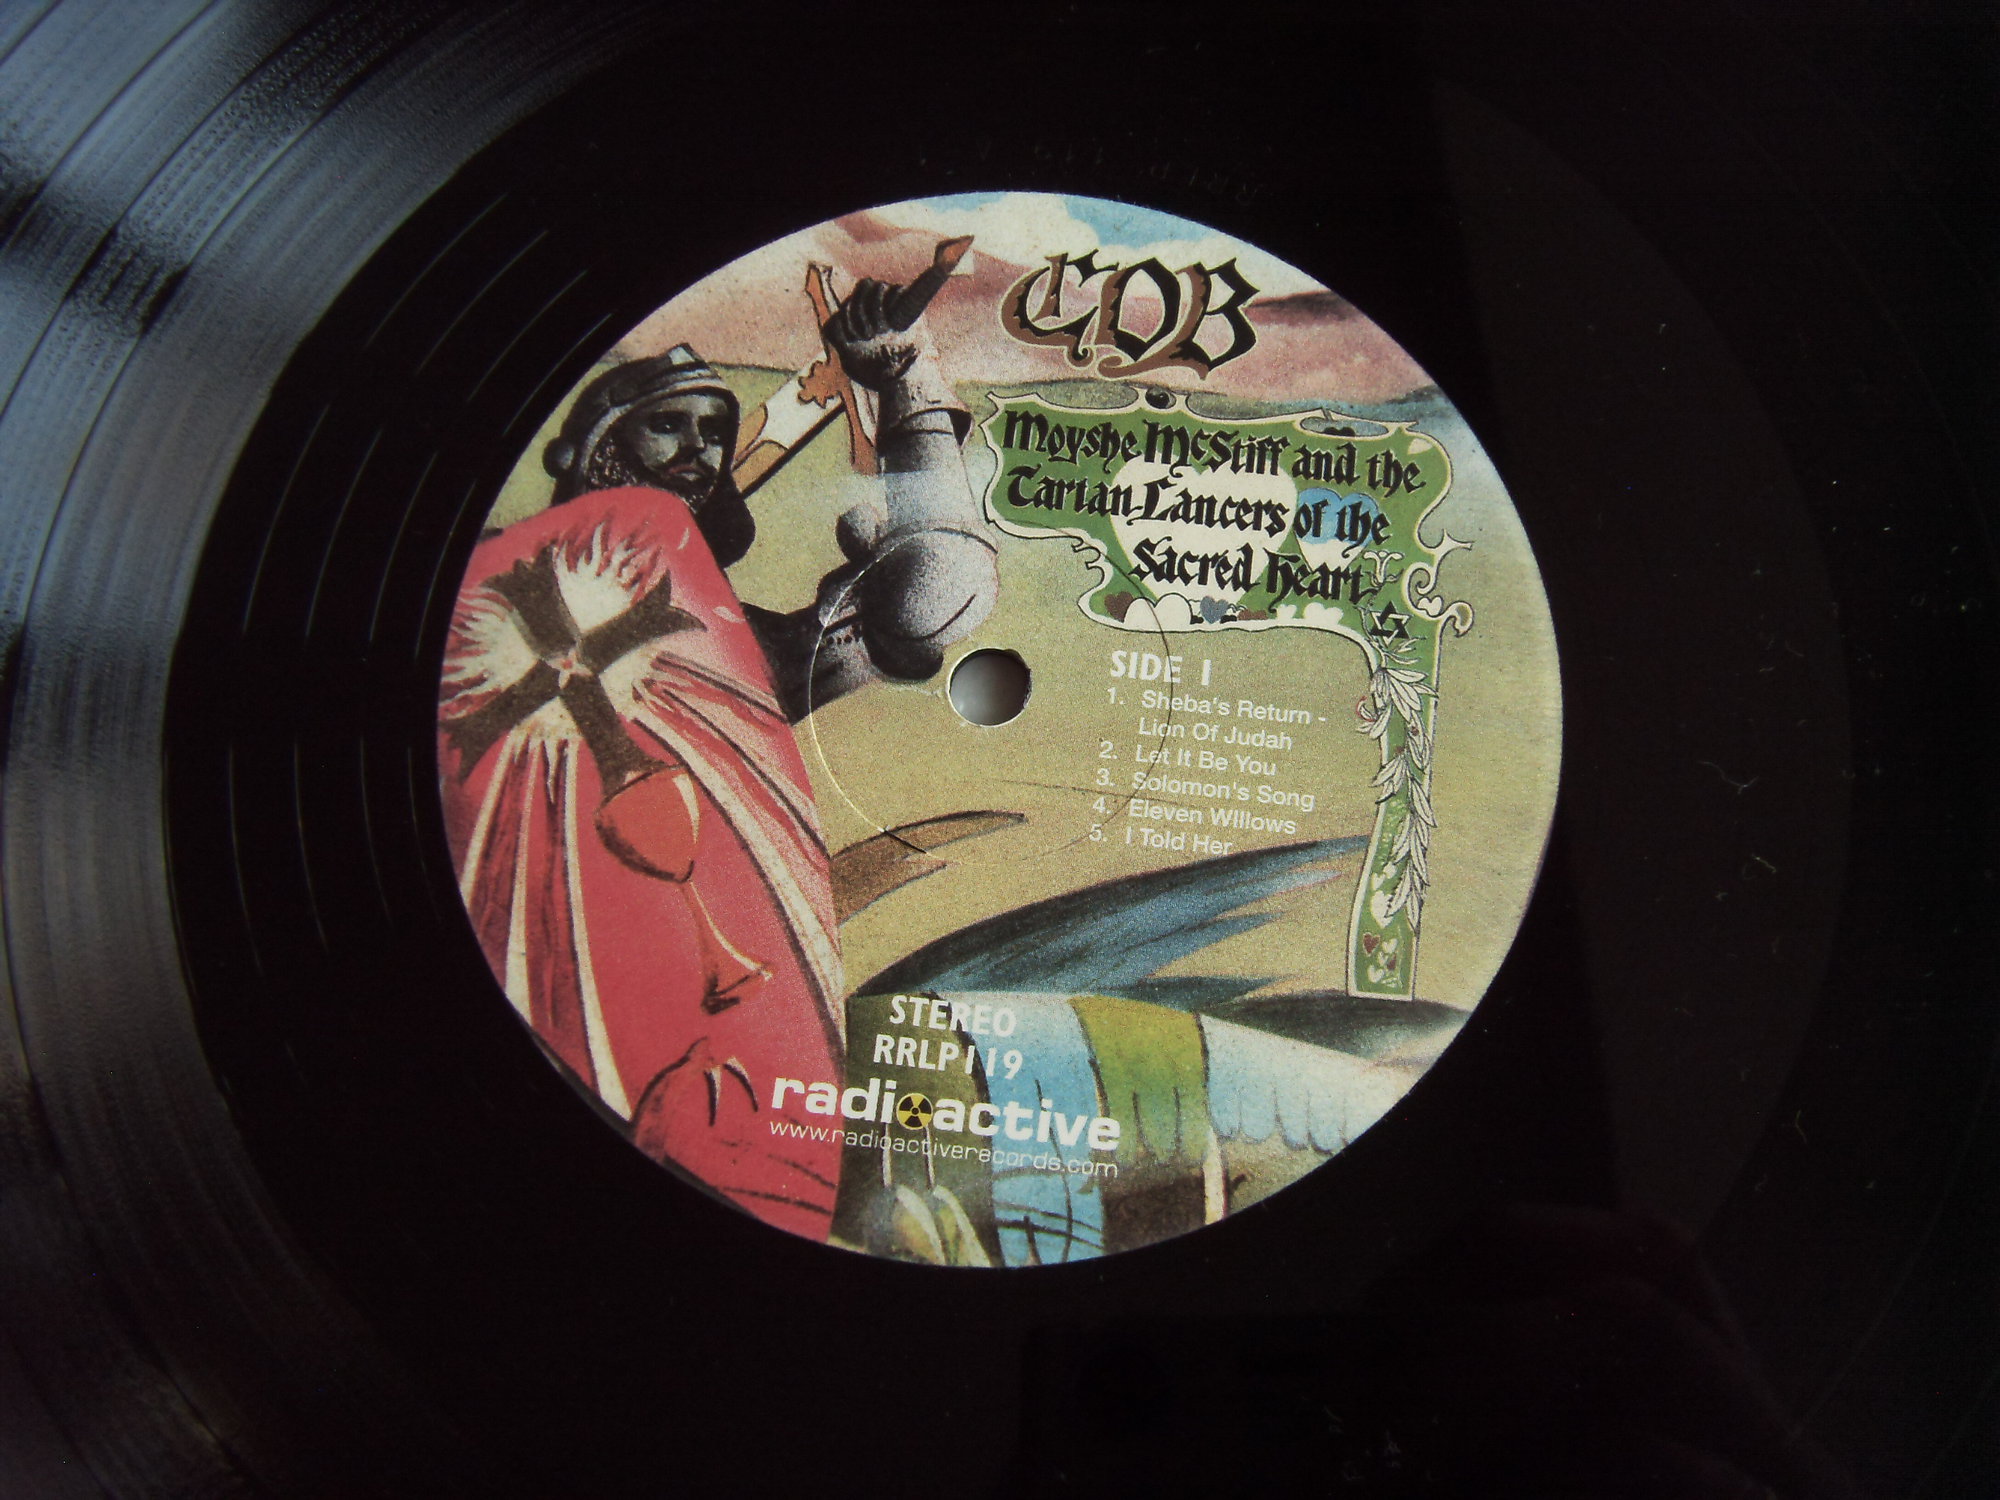 COB
Moyshe McStiff and the
Tartan Lancers of the
Sacred Heart
SIDE 1
1. Sheba's Return -
Lion Of Judah
2. Let It Be You
3. Solomon's Song
4. Eleven Willows
5. I Told Her
STEREO
RRLP119
radioactive
www.radioactiverecords.com